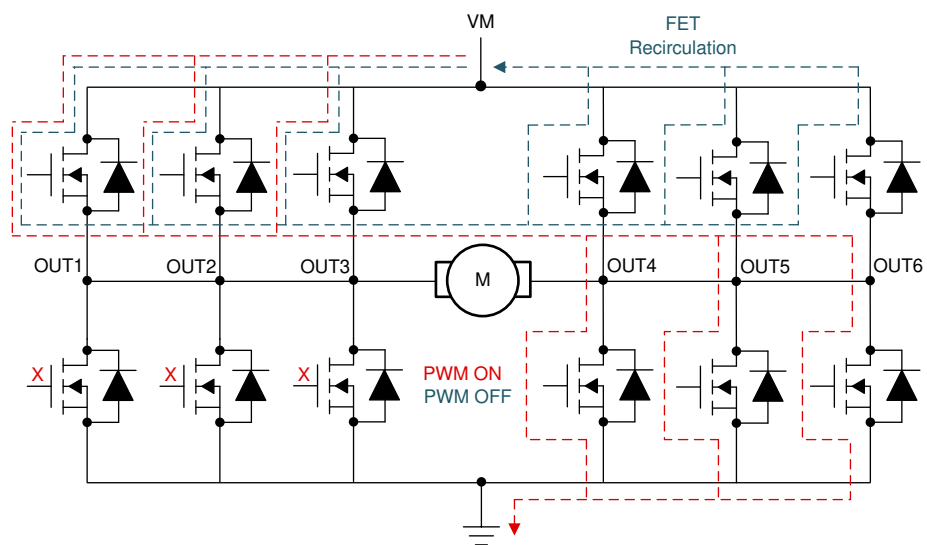 VM
FET
Recirculation
OUT1
OUT2
OUT3
M
OUT4
OUT5
OUT6
X
X
X
PWM ON
PWM OFF